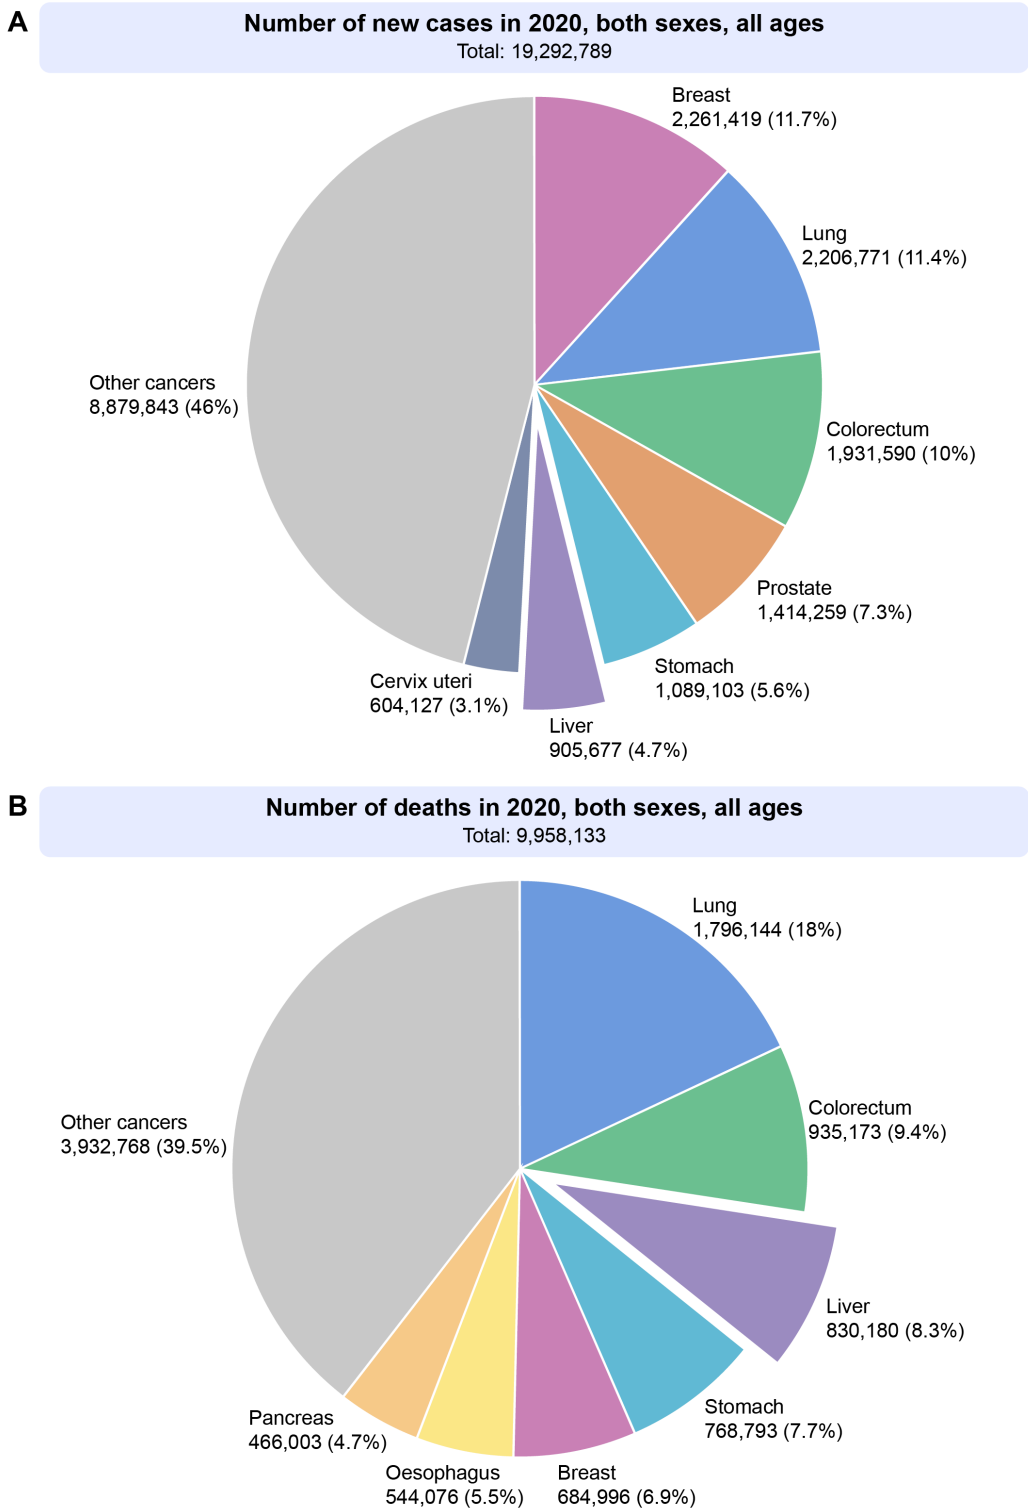 A
Number of new cases in 2020, both sexes, all ages
Total: 19,292,789
Breast
2,261,419 (11.7%)
Lung
2,206,771 (11.4%)
Colorectum
1,931,590 (10%)
Prostate
1,414,259 (7.3%)
Stomach
1,089,103 (5.6%)
Liver
905,677 (4.7%)
Cervix uteri
604,127 (3.1%)
Other cancers
8,879,843 (46%)
B
Number of deaths in 2020, both sexes, all ages
Total: 9,958,133
Lung
1,796,144 (18%)
Colorectum
935,173 (9.4%)
Liver
830,180 (8.3%)
Stomach
768,793 (7.7%)
Breast
684,996 (6.9%)
Oesophagus
544,076 (5.5%)
Pancreas
466,003 (4.7%)
Other cancers
3,932,768 (39.5%)